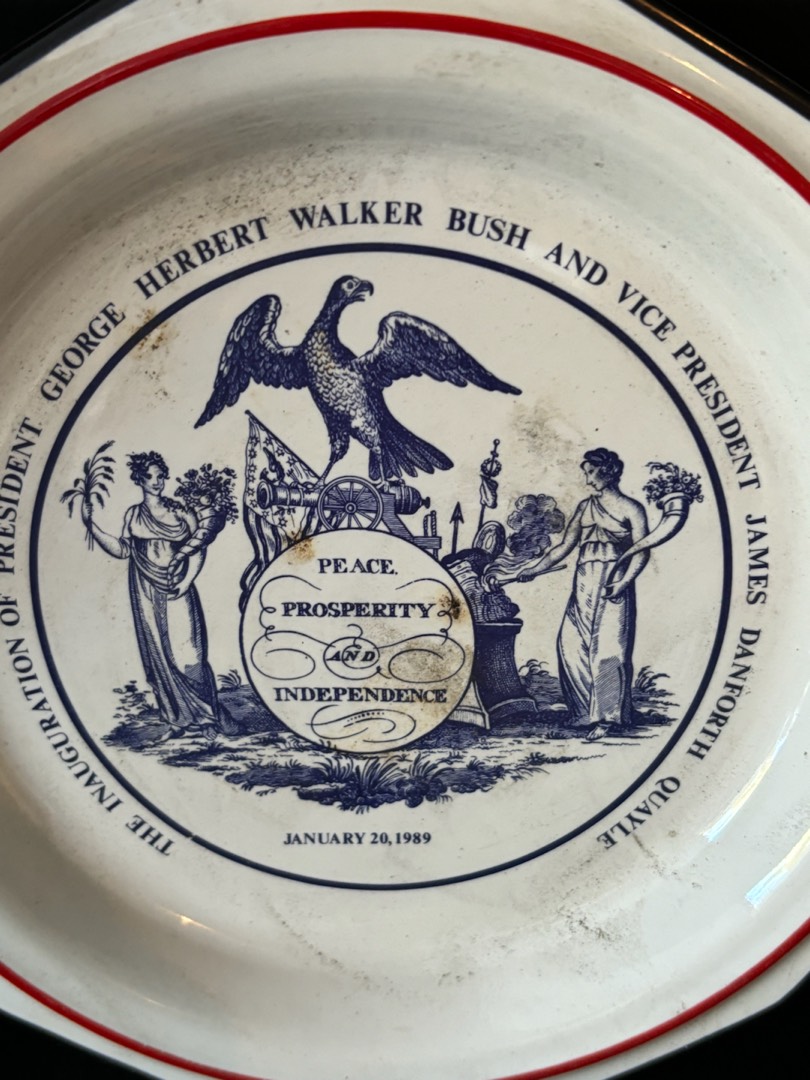 THE INAUGURATION OF PRESIDENT GEORGE HERBERT WALKER BUSH AND VICE PRESIDENT JAMES DANFORTH QUAYLE
PEACE.
PROSPERITY
AND
INDEPENDENCE
JANUARY 20, 1989